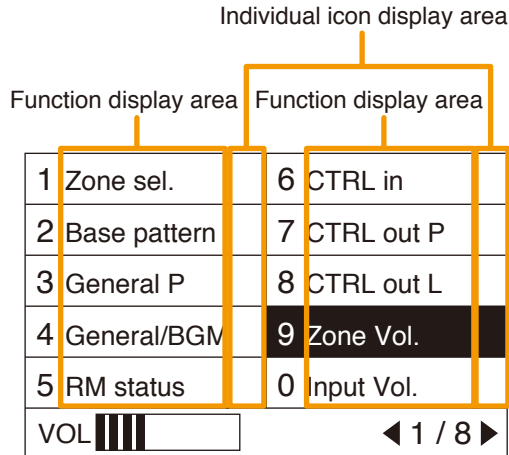 Individual icon display area
Function display area Function display area
1 Zone sel. 6 CTRL in
2 Base pattern 7 CTRL out P
3 General P 8 CTRL out L
4 General/BGM 9 Zone Vol.
5 RM status 0 Input Vol.
VOL ◀ 1 / 8 ▶